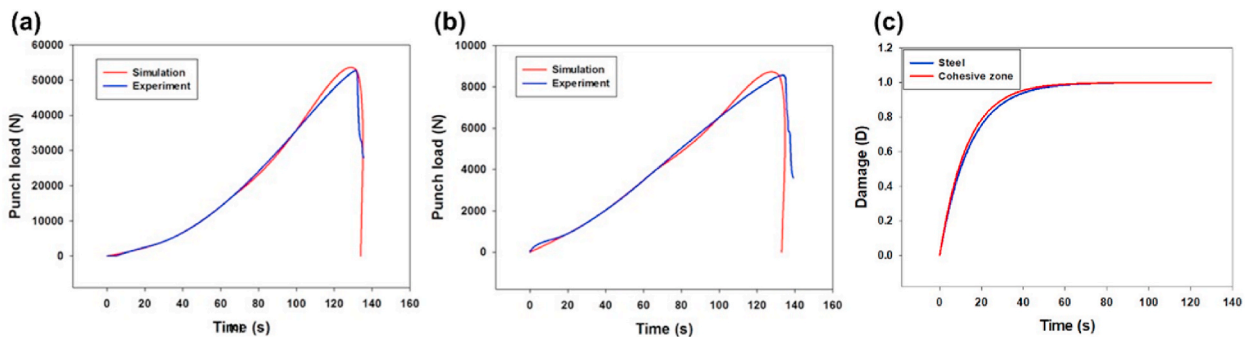 (a)
60000
50000
40000
30000
20000
10000
0
Punch load (N)
Simulation
Experiment
0 20 40 60 80 100 120 140 160
Time (s)
(b)
10000
8000
6000
4000
2000
0
Punch load (N)
Simulation
Experiment
0 20 40 60 80 100 120 140 160
Time (s)
(c)
1.2
1.0
0.8
0.6
0.4
0.2
0.0
Damage (D)
Steel
Cohesive zone
0 20 40 60 80 100 120 140
Time (s)